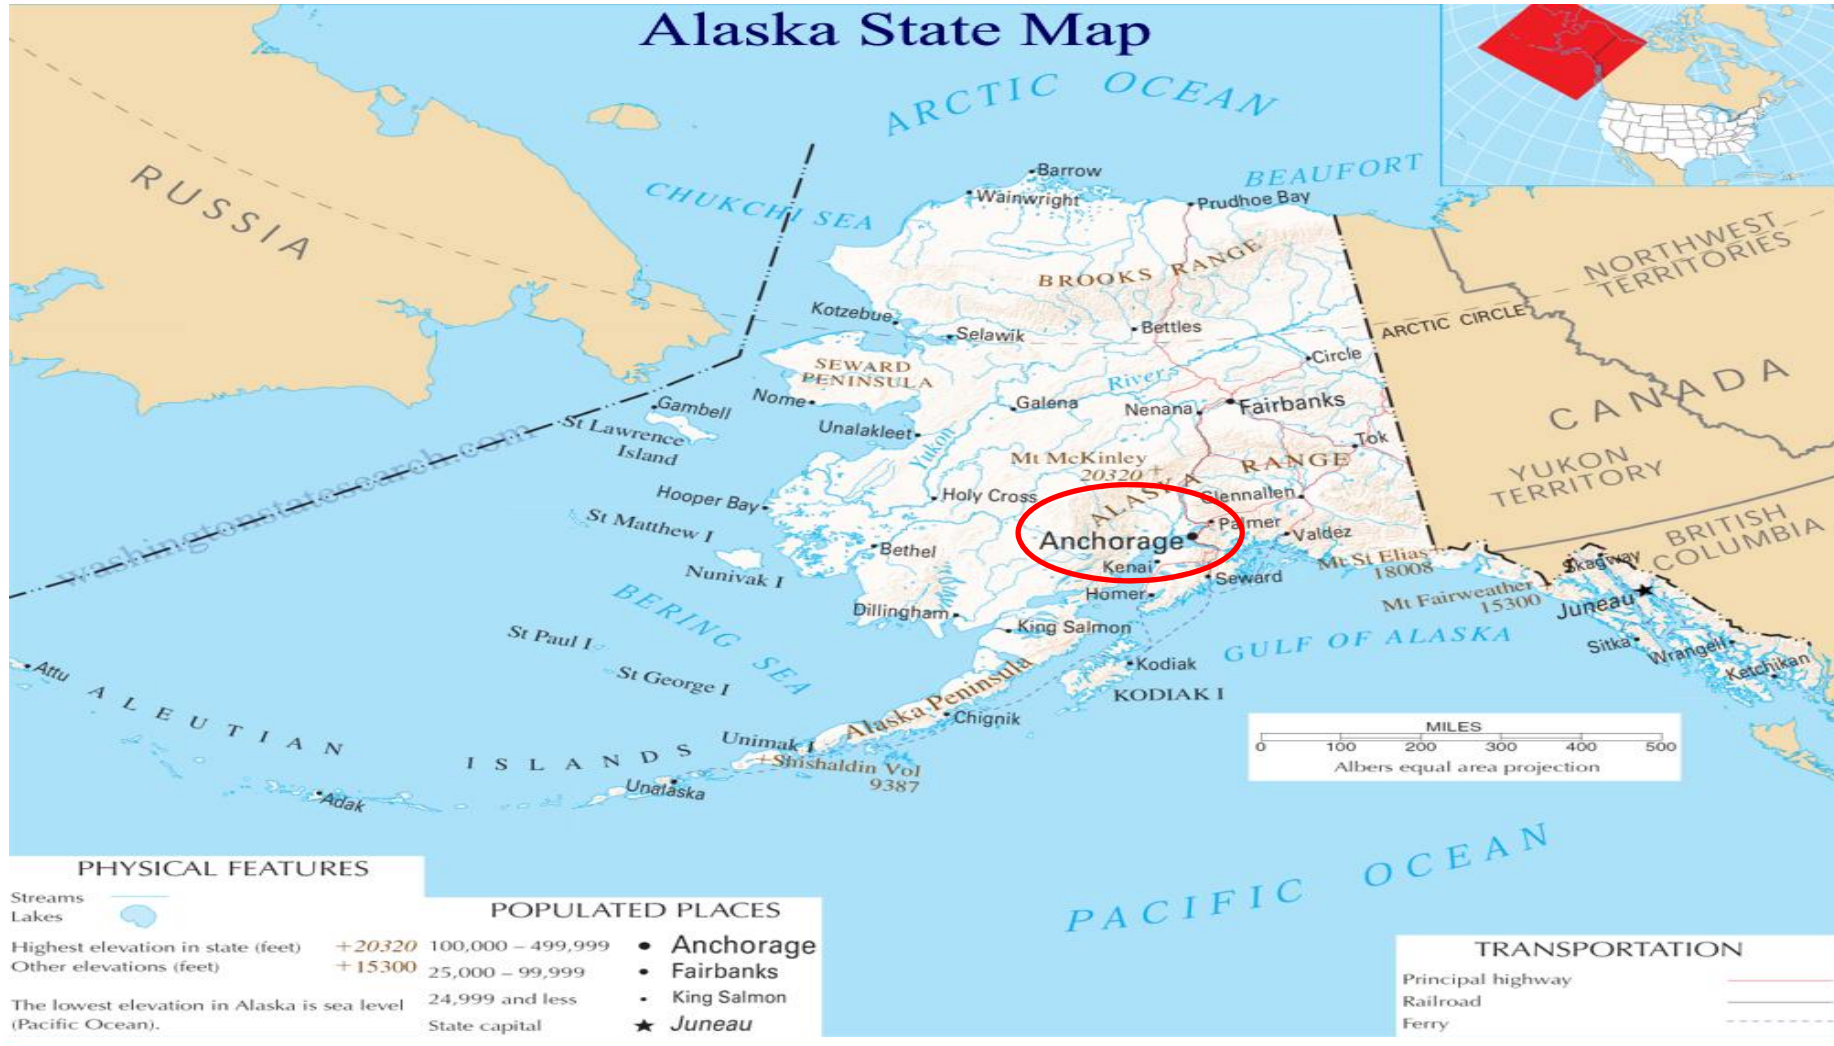 Alaska State Map
ARCTIC OCEAN
BEAUFORT
CHUKCHI SEA
RUSSIA
Barrow
Wainwright
Prudhoe Bay
NORTHWEST
TERRITORIES
BROOKS RANGE
Kotzebue
Selawik
Bettles
ARCTIC CIRCLE
Circle
SEWARD
PENINSULA
River
CANADA
Nome
Gambell
Galena
Nenana
Fairbanks
St Lawrence
Island
Unalakleet
Yukon
Tok
washingtonstatesearch.com
Mt McKinley
20320 +
ALASKA RANGE
YUKON
TERRITORY
Hooper Bay
Holy Cross
Glennallen
St Matthew I
Palmer
Anchorage
Valdez
BRITISH
COLUMBIA
Bethel
Nunivak I
Kenai
Seward
Mt St Elias
18008
Skagway
Homer
Mt Fairweather
15300
Juneau
BERING SEA
Dillingham
King Salmon
GULF OF ALASKA
St Paul I
Sitka
Wrangell
Ketchikan
Attu
St George I
Kodiak
KODIAK I
Alaska Peninsula
ALEUTIAN ISLANDS
Chignik
Unimak I
+Shishaldin Vol
9387
Unalaska
Adak
MILES
0 100 200 300 400 500
Albers equal area projection
PACIFIC OCEAN
PHYSICAL FEATURES
Streams
Lakes
Highest elevation in state (feet) +20320
Other elevations (feet) +15300
The lowest elevation in Alaska is sea level
(Pacific Ocean).
POPULATED PLACES
100,000 – 499,999 Anchorage
25,000 – 99,999 Fairbanks
24,999 and less King Salmon
State capital Juneau
TRANSPORTATION
Principal highway
Railroad
Ferry